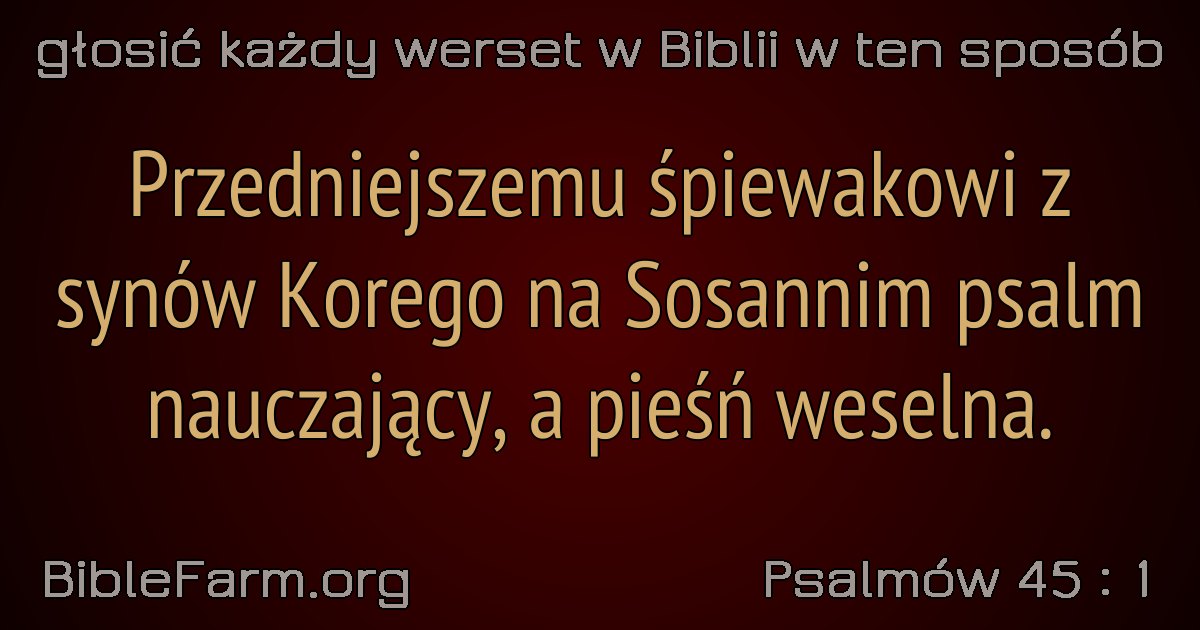 głosić każdy werset w Biblii w ten sposób
Przedniejszemu śpiewakowi z
synów Korego na Sosannim psalm
nauczający, a pieśń weselna.
BibleFarm.org
Psalmów 45 : 1